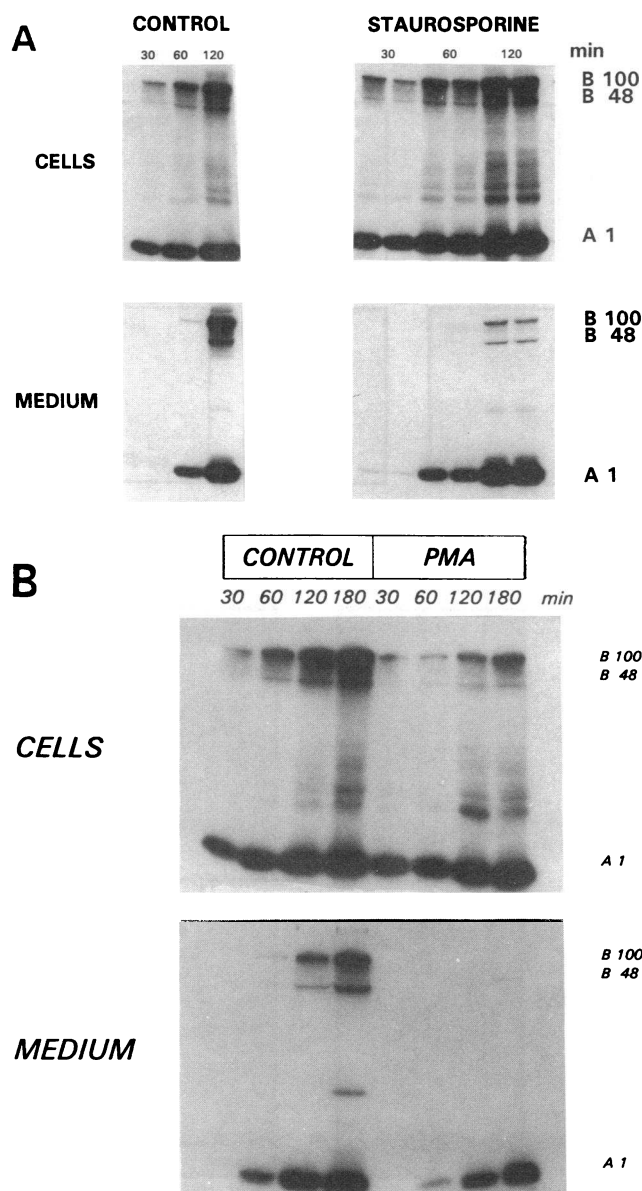 A
CONTROL STAUROSPORINE
30 60 120 30 60 120 min
CELLS
B 100
B 48
A 1
MEDIUM
B 100
B 48
A 1
B
CONTROL PMA
30 60 120 180 30 60 120 180 min
CELLS
B 100
B 48
A 1
MEDIUM
B 100
B 48
A 1